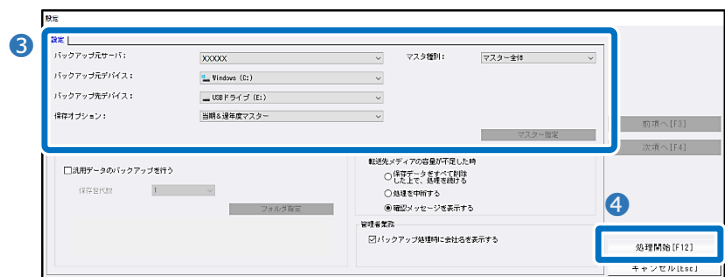 設定
3
設定
バックアップ元サーバ：
XXXXX
マスタ種別：
マスター全体
バックアップ元デバイス：
Windows (C:)
バックアップ先デバイス：
USBドライブ (E:)
保存オプション：
当期&過年度マスター
マスター指定
前項へ[F3]
次項へ[F4]
汎用データのバックアップを行う
保存世代数
1
フォルダ指定
転送先メディアの容量が不足した時
保存データをすべて削除
した上で、処理を続ける
処理を中断する
確認メッセージを表示する
管理者業務
バックアップ処理時に会社名を表示する
4
処理開始[F12]
キャンセル[Esc]